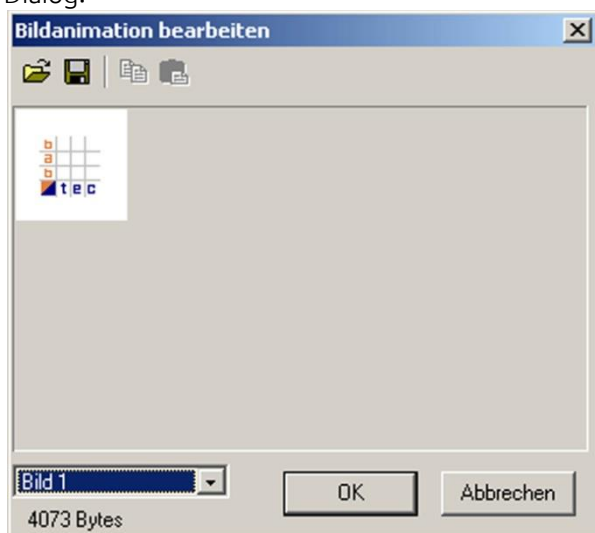 Dialog:
Bildanimation bearbeiten
b
a
b
tec
Bild 1
OK
Abbrechen
4073 Bytes